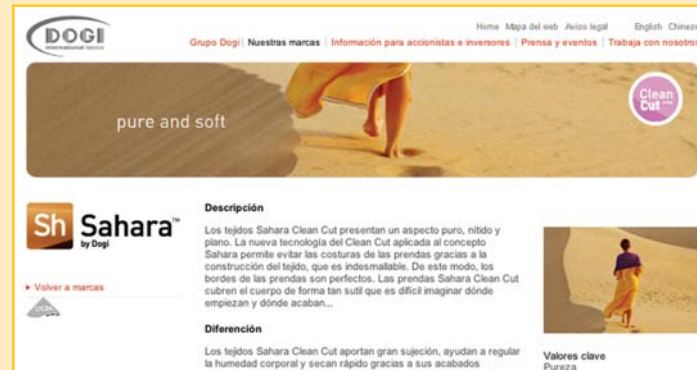 DOGI
international fabrics
Home Mapa del web Aviso legal English Chinese
Grupo Dogi Nuestras marcas Información para accionistas e inversores Prensa y eventos Trabaja con nosotros
pure and soft
Clean
Cut
Sh Sahara™
by Dogi
Volver a marcas
LYCRA
Descripción
Los tejidos Sahara Clean Cut presentan un aspecto puro, nítido y
plano. La nueva tecnología del Clean Cut aplicada al concepto
Sahara permite evitar las costuras de las prendas gracias a la
construcción del tejido, que es indesmallable. De este modo, los
bordes de las prendas son perfectos. Las prendas Sahara Clean Cut
cubren el cuerpo de forma tan sutil que es difícil imaginar dónde
empiezan y dónde acaban...
Diferención
Los tejidos Sahara Clean Cut aportan gran sujeción, ayudan a regular
la humedad corporal y secan rápido gracias a sus acabados
Valores clave
Pureza